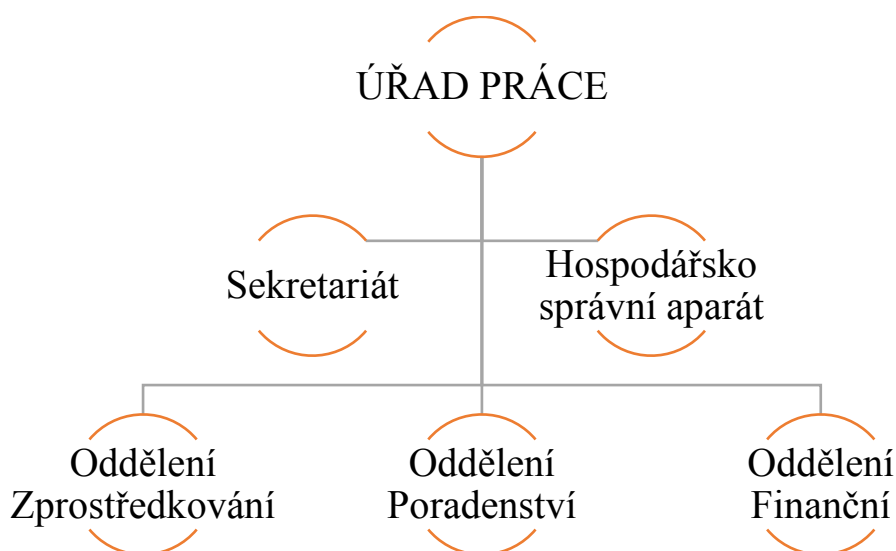 ÚŘAD PRÁCE
Sekretariát
Hospodářsko
správní aparát
Oddělení
Zprostředkování
Oddělení
Poradenství
Oddělení
Finanční